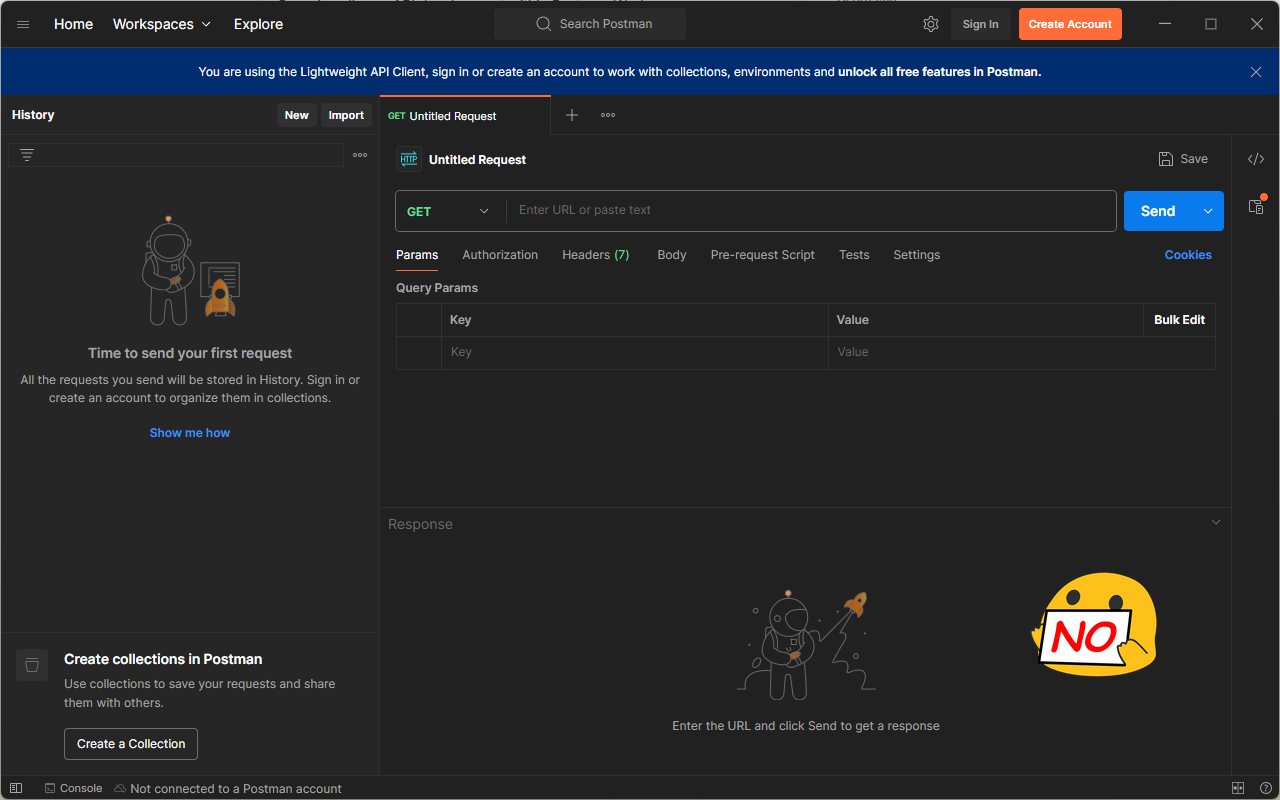 Home
Workspaces
Explore
Search Postman
Sign In
Create Account
You are using the Lightweight API Client, sign in or create an account to work with collections, environments and unlock all free features in Postman.
History
New
Import
GET Untitled Request
HTTP
Untitled Request
Save
GET
Enter URL or paste text
Send
Params
Authorization
Headers (7)
Body
Pre-request Script
Tests
Settings
Cookies
Query Params
Key
Value
Bulk Edit
Key
Value
Time to send your first request
All the requests you send will be stored in History. Sign in or
create an account to organize them in collections.
Show me how
Response
NO
Enter the URL and click Send to get a response
Create collections in Postman
Use collections to save your requests and share
them with others.
Create a Collection
Console
Not connected to a Postman account